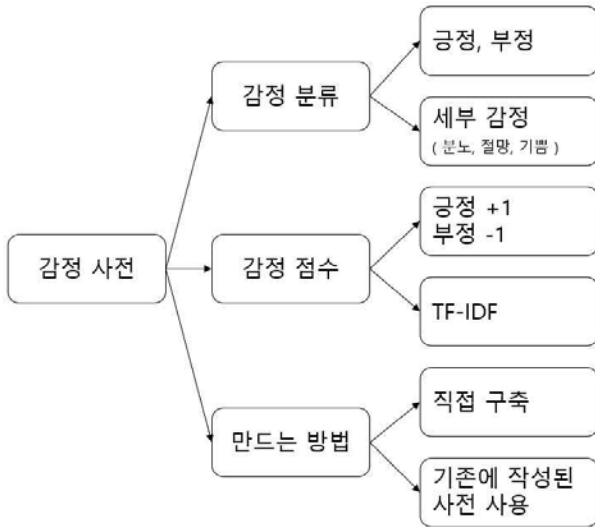 감정 사전
감정 분류
긍정, 부정
세부 감정
( 분노, 절망, 기쁨 )
감정 점수
긍정 +1
부정 -1
TF-IDF
만드는 방법
직접 구축
기존에 작성된
사전 사용